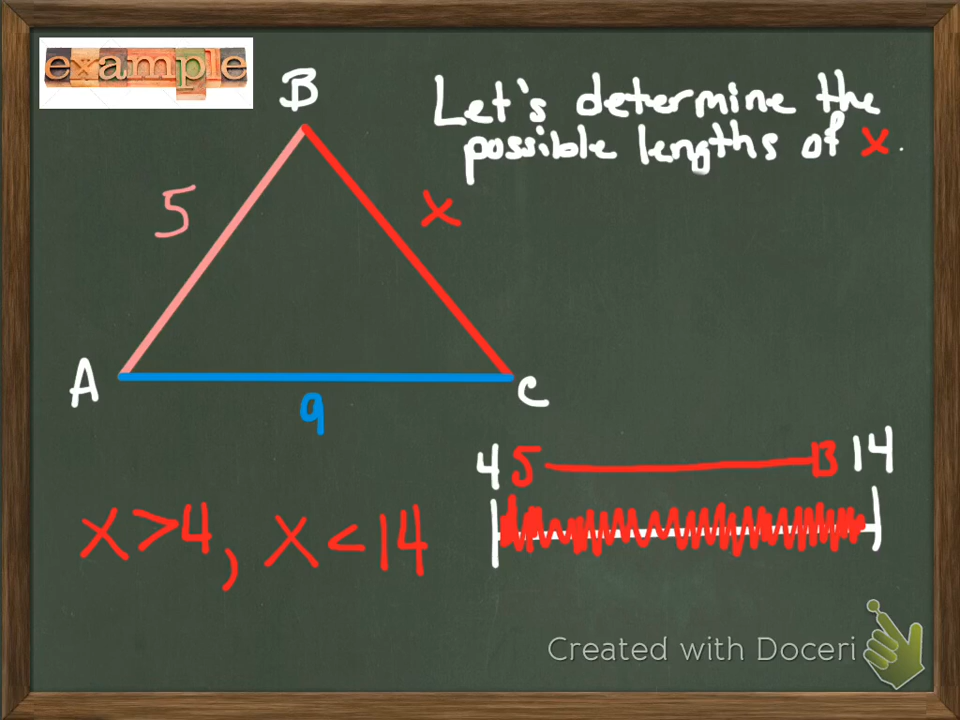 example
B
Let's determine the
possible lengths of x.
5
x
A
C
9
4 5 13 14
x>4, x<14
Created with Doceri